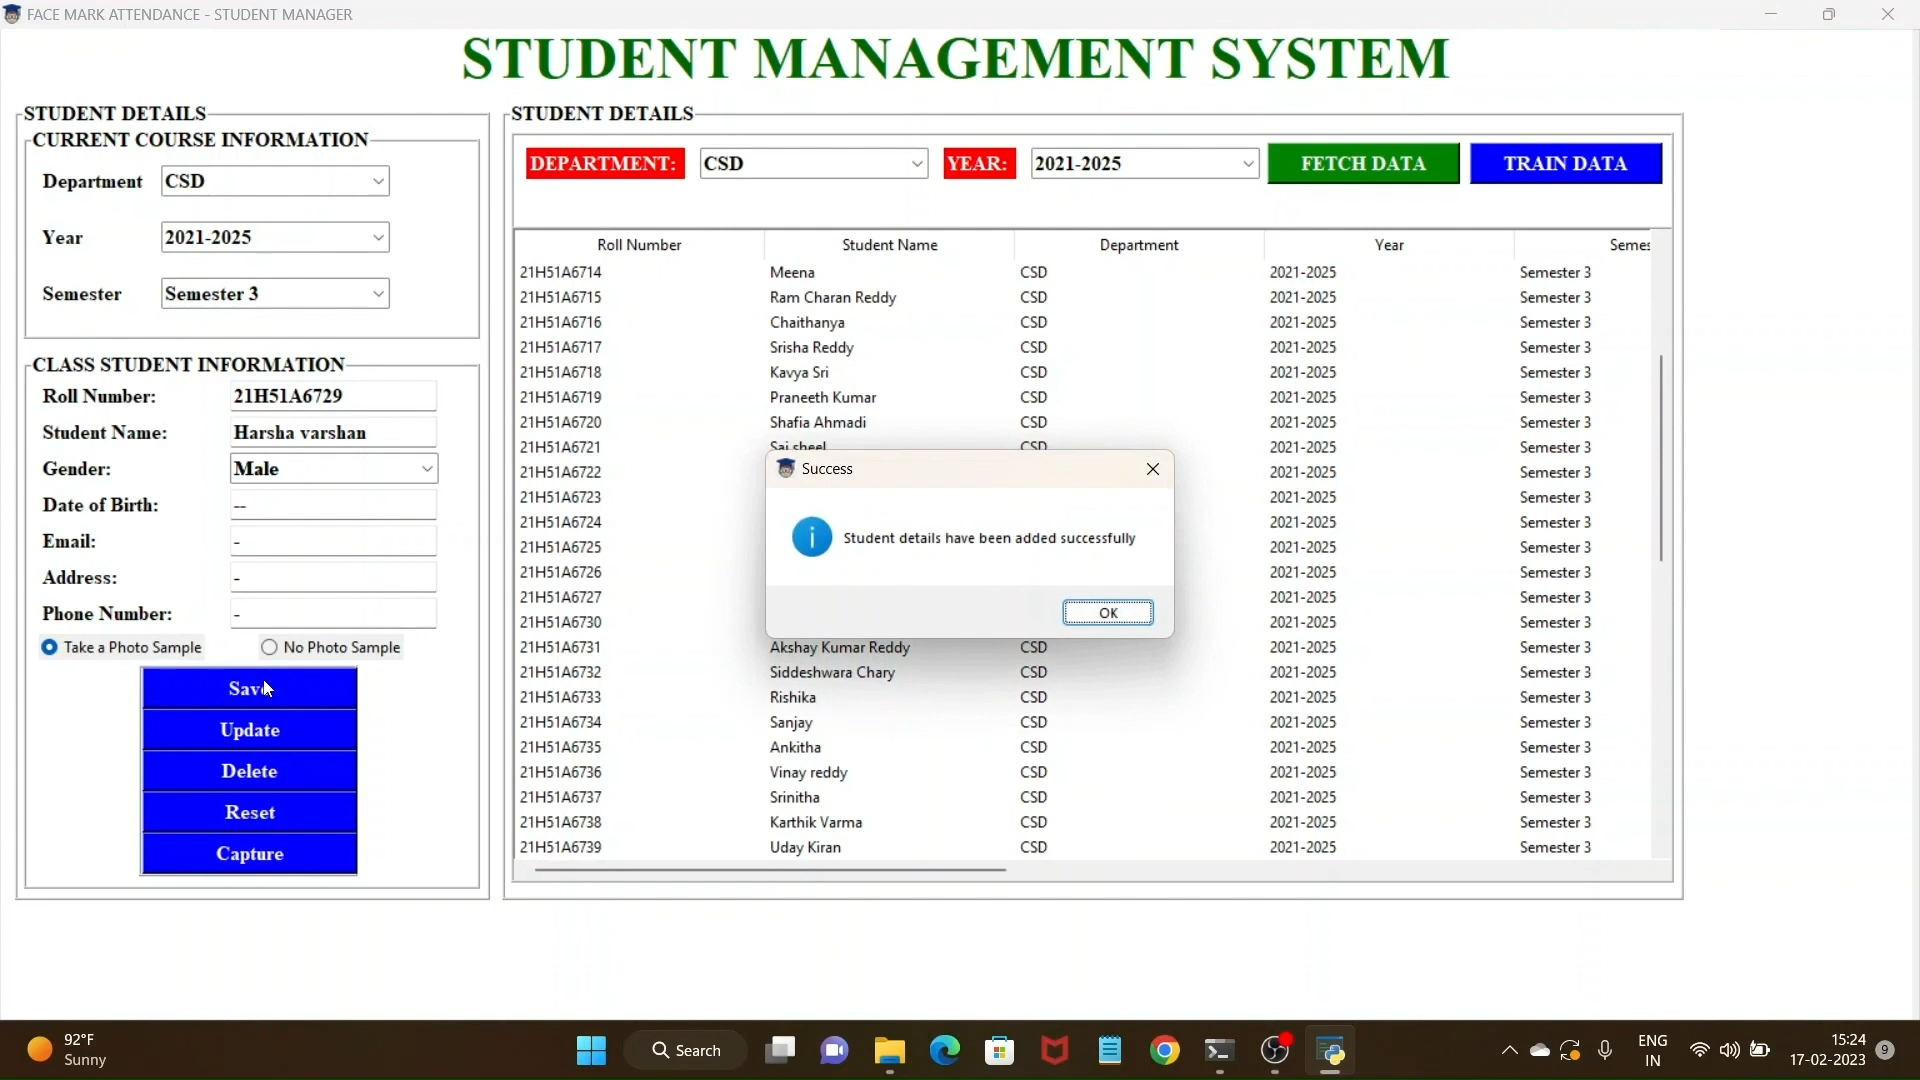 FACE MARK ATTENDANCE - STUDENT MANAGER
STUDENT MANAGEMENT SYSTEM
STUDENT DETAILS
CURRENT COURSE INFORMATION
Department CSD
Year 2021-2025
Semester Semester 3
CLASS STUDENT INFORMATION
Roll Number: 21H51A6729
Student Name: Harsha varshan
Gender: Male
Date of Birth: --
Email: -
Address: -
Phone Number: -
Take a Photo Sample No Photo Sample
Save
Update
Delete
Reset
Capture
STUDENT DETAILS
DEPARTMENT: CSD YEAR: 2021-2025 FETCH DATA TRAIN DATA
Roll Number Student Name Department Year Semes
21H51A6714 Meena CSD 2021-2025 Semester 3
21H51A6715 Ram Charan Reddy CSD 2021-2025 Semester 3
21H51A6716 Chaithanya CSD 2021-2025 Semester 3
21H51A6717 Srisha Reddy CSD 2021-2025 Semester 3
21H51A6718 Kavya Sri CSD 2021-2025 Semester 3
21H51A6719 Praneeth Kumar CSD 2021-2025 Semester 3
21H51A6720 Shafia Ahmadi CSD 2021-2025 Semester 3
21H51A6721 Sai sheel CSD 2021-2025 Semester 3
21H51A6722 2021-2025 Semester 3
21H51A6723 2021-2025 Semester 3
21H51A6724 2021-2025 Semester 3
21H51A6725 2021-2025 Semester 3
21H51A6726 2021-2025 Semester 3
21H51A6727 2021-2025 Semester 3
21H51A6730 2021-2025 Semester 3
21H51A6731 Akshay Kumar Reddy CSD 2021-2025 Semester 3
21H51A6732 Siddeshwara Chary CSD 2021-2025 Semester 3
21H51A6733 Rishika CSD 2021-2025 Semester 3
21H51A6734 Sanjay CSD 2021-2025 Semester 3
21H51A6735 Ankitha CSD 2021-2025 Semester 3
21H51A6736 Vinay reddy CSD 2021-2025 Semester 3
21H51A6737 Srinitha CSD 2021-2025 Semester 3
21H51A6738 Karthik Varma CSD 2021-2025 Semester 3
21H51A6739 Uday Kiran CSD 2021-2025 Semester 3
Success
Student details have been added successfully
OK
92°F
Sunny
Search
ENG
IN
15:24
17-02-2023
9